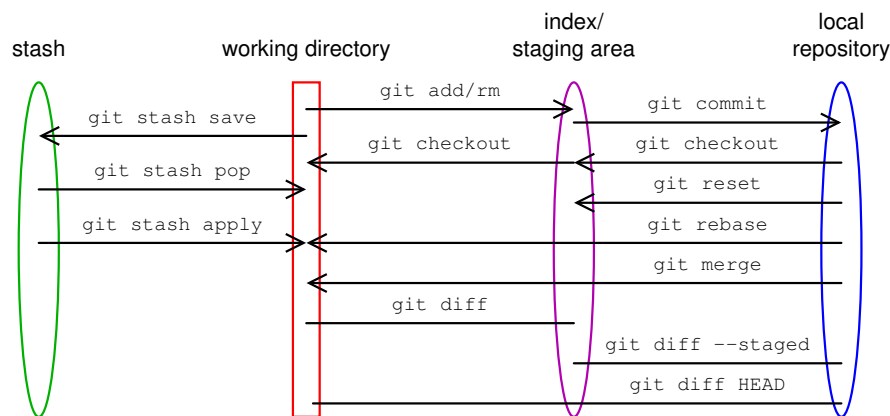 index/
local
stash
working directory
staging area
repository
git add/rm
git commit
git stash save
git checkout
git checkout
git stash pop
git reset
git stash apply
git rebase
git merge
git diff
git diff --staged
git diff HEAD